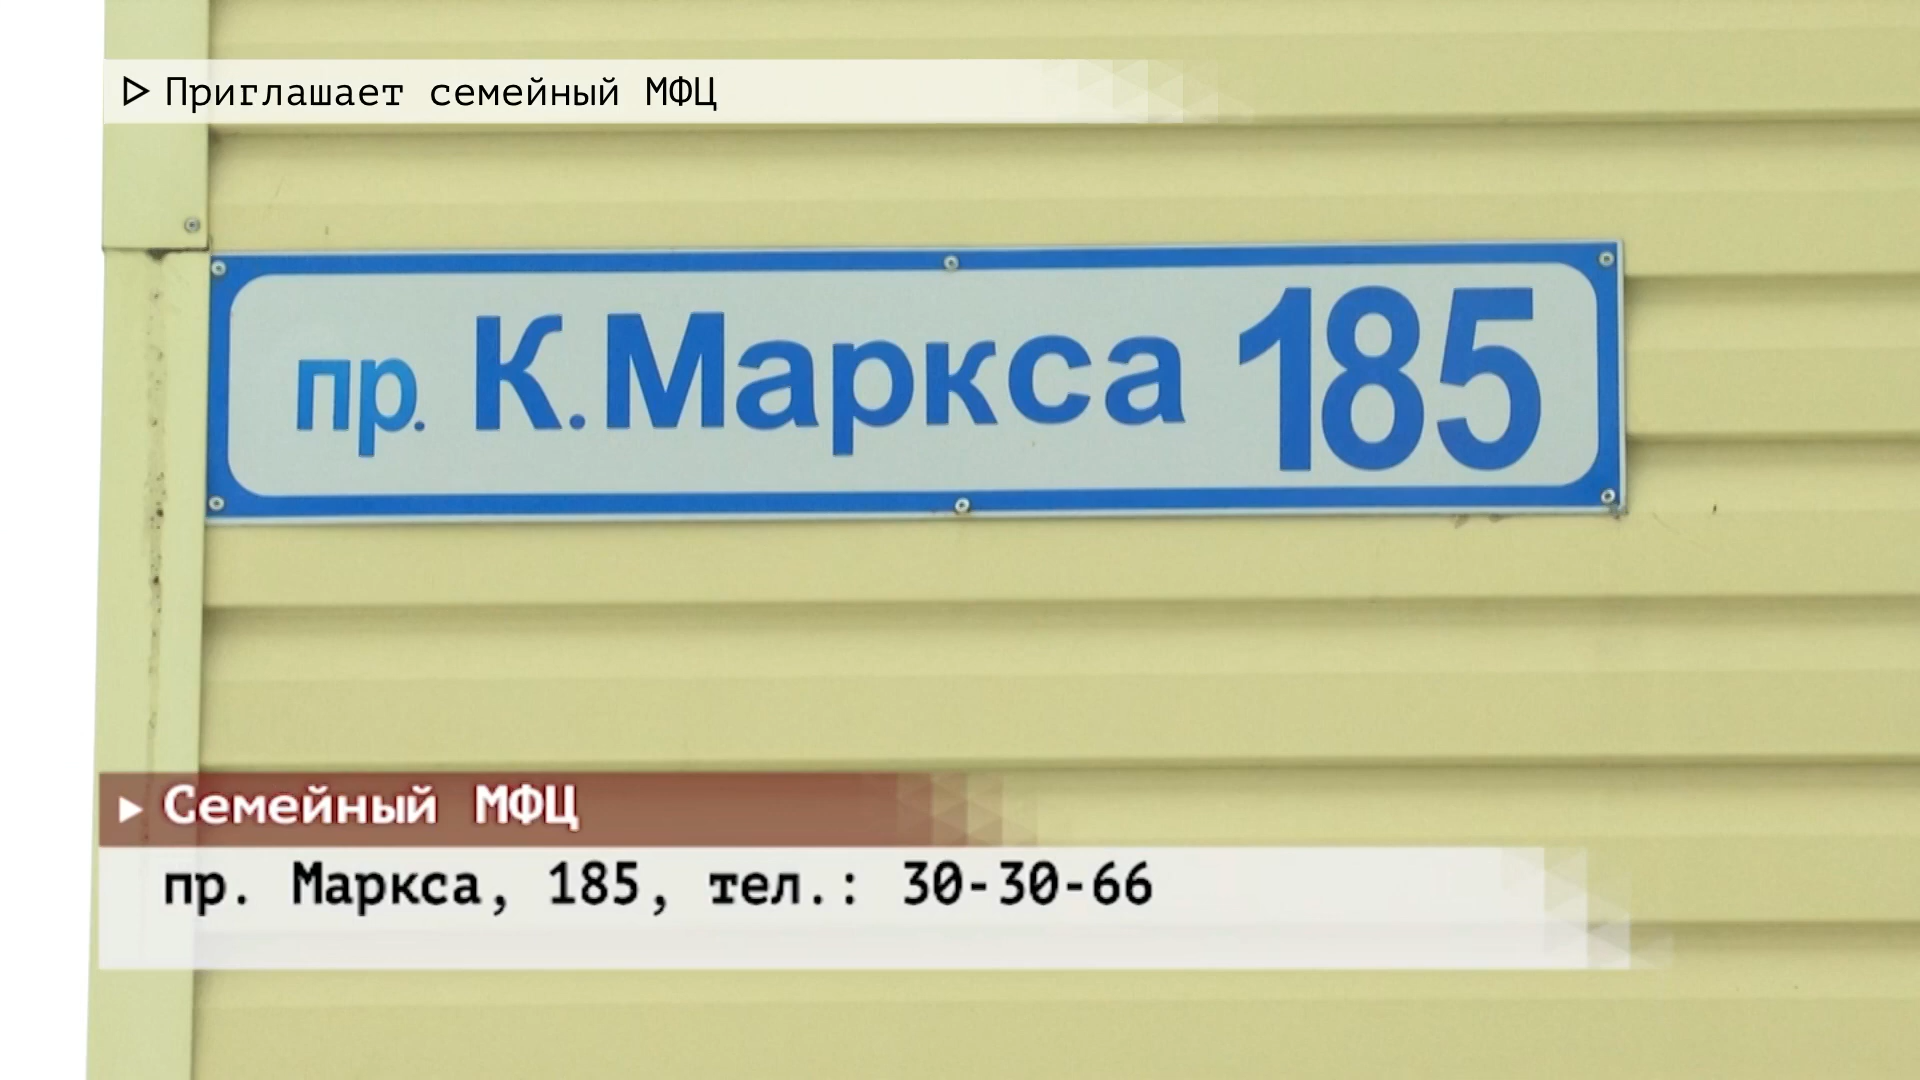 Приглашает семейный МФЦ
пр. К.Маркса 185
Семейный МФЦ
пр. Маркса, 185, тел.: 30-30-66